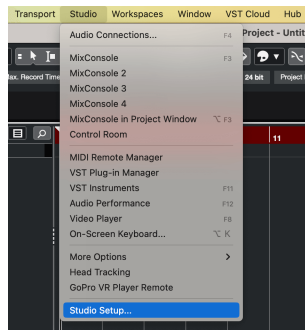 Transport Studio Workspaces Window VST Cloud Hub
Audio Connections... F4
Project - Untit
MixConsole F3
MixConsole 2
ax. Record Time
24 bit Project
MixConsole 3
MixConsole 4
MixConsole in Project Window ⌥ F3
Control Room
11
MIDI Remote Manager
VST Plug-in Manager
VST Instruments F11
Audio Performance F12
Video Player F8
On-Screen Keyboard... ⌥ K
More Options
Head Tracking
GoPro VR Player Remote
Studio Setup...